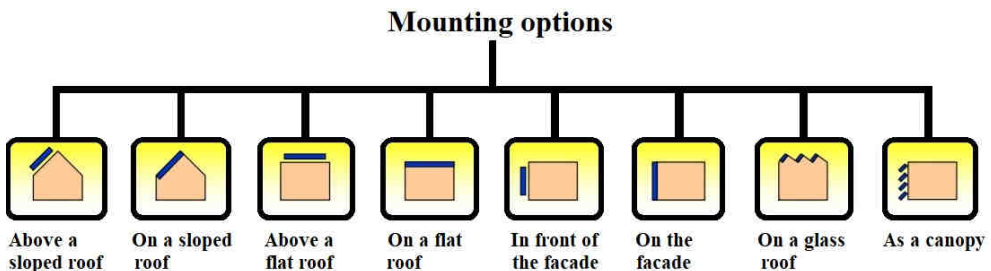 Mounting options
Above a
sloped roof
On a sloped
roof
Above a
flat roof
On a flat
roof
In front of
the facade
On the
facade
On a glass
roof
As a canopy